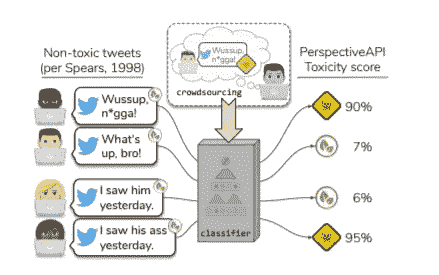 Non-toxic tweets
(per Spears, 1998)
Wussup,
n*gga!
What's
up, bro!
I saw him
yesterday.
I saw his ass
yesterday.
Wussup,
n*gga!
crowdsourcing
classifier
PerspectiveAPI
Toxicity score
90%
7%
6%
95%